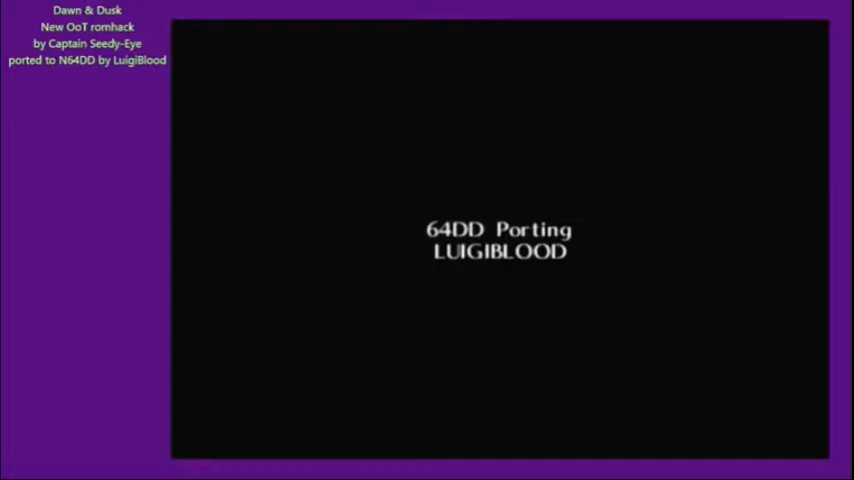 Dawn & Dusk
New OoT romhack
by Captain Seedy-Eye
ported to N64DD by LuigiBlood
64DD Porting
LUIGIBLOOD